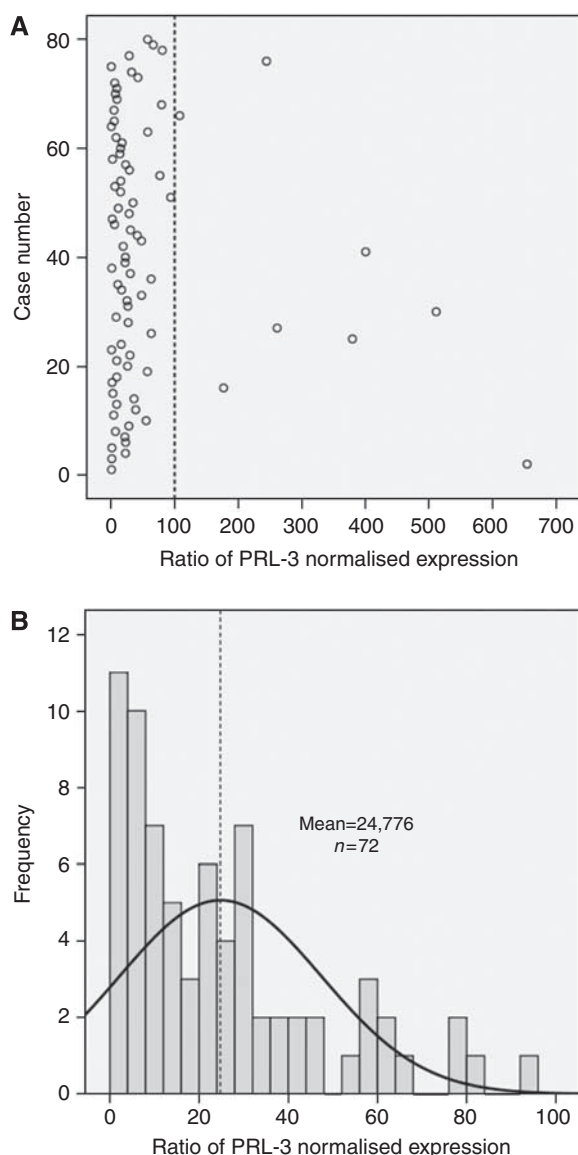 A
80
60
40
20
0
Case number
0 100 200 300 400 500 600 700
Ratio of PRL-3 normalised expression
B
12
10
8
6
4
2
0
Frequency
Mean=24,776
n=72
0 20 40 60 80 100
Ratio of PRL-3 normalised expression